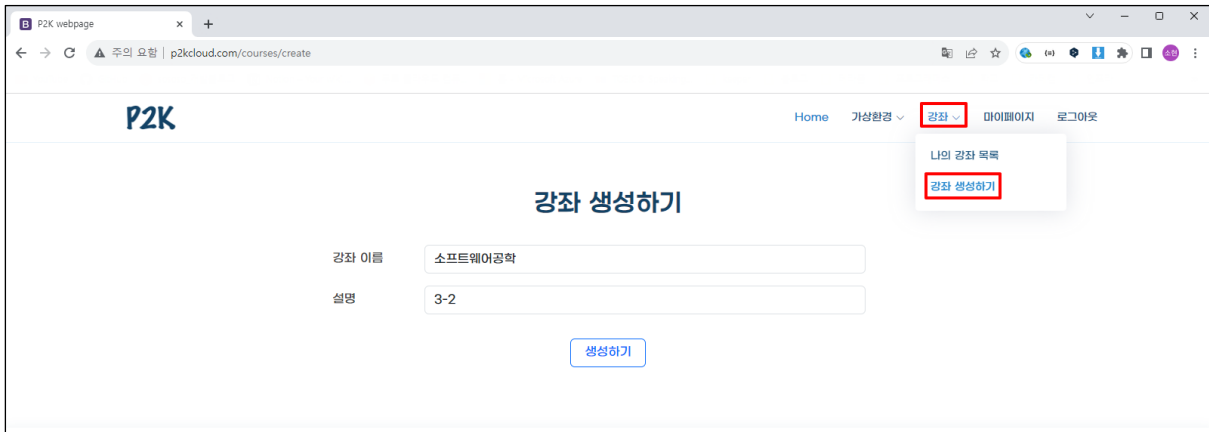 B P2K webpage
주의 요함 | p2kcloud.com/courses/create
소현
P2K
Home 가상환경 강좌 마이페이지 로그아웃
나의 강좌 목록
강좌 생성하기
강좌 생성하기
강좌 이름 소프트웨어공학
설명 3-2
생성하기